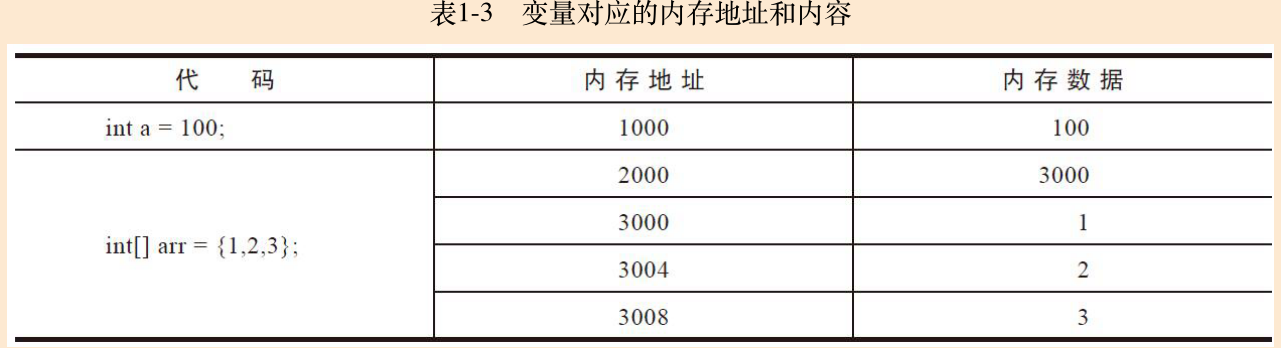 表1-3 变量对应的内存地址和内容
代 码 内存地址 内存数据
int a = 100; 1000 100
2000 3000
3000 1
int[] arr = {1,2,3};
3004 2
3008 3